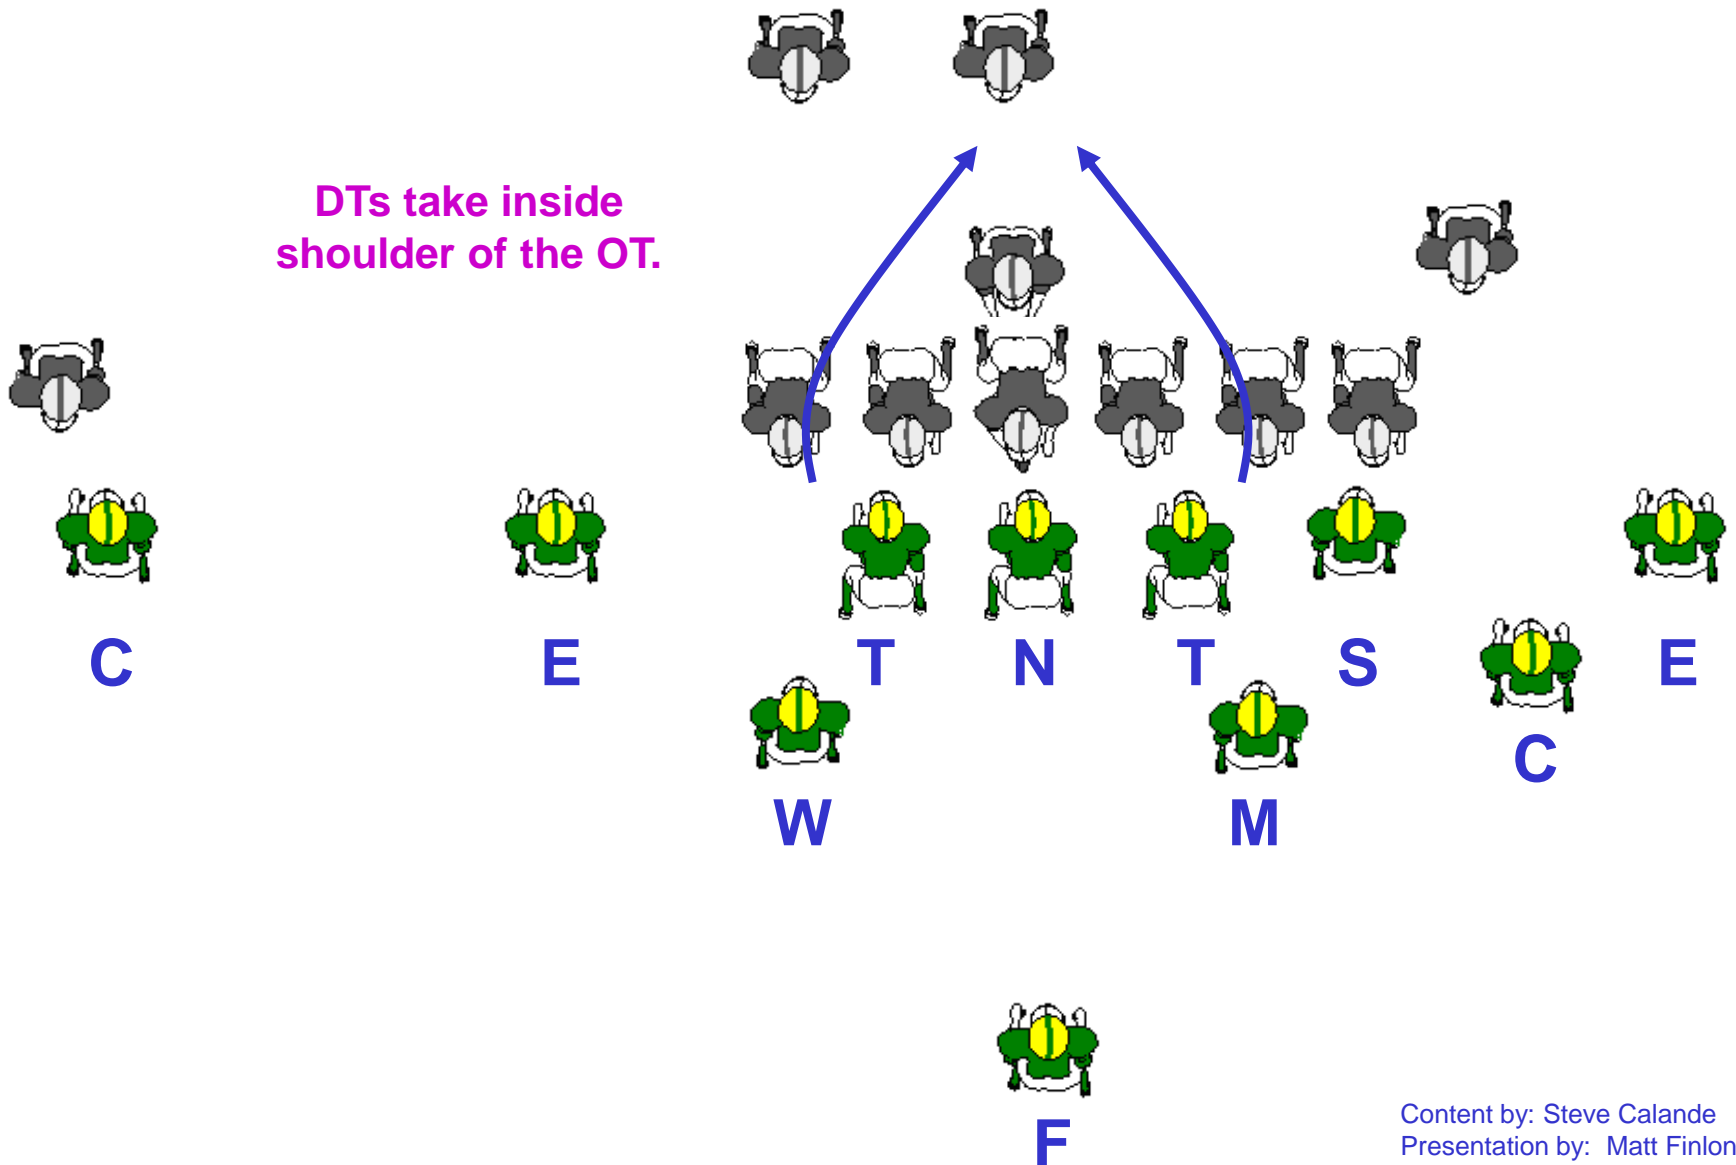 DTs take inside
shoulder of the OT.
C E T N T S E
C
W M
F
Content by: Steve Calande
Presentation by: Matt Finlon